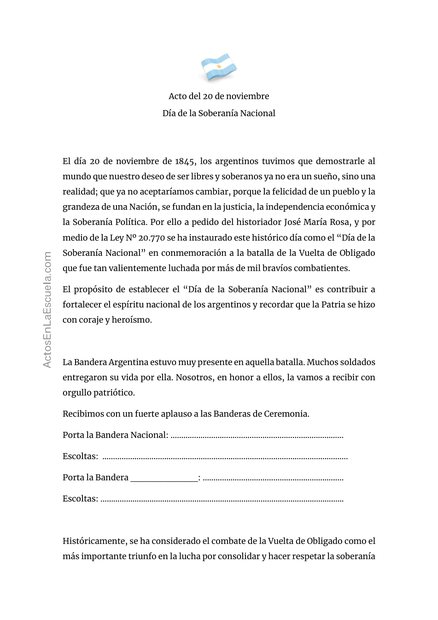 Acto del 20 de noviembre
Día de la Soberanía Nacional
El día 20 de noviembre de 1845, los argentinos tuvimos que demostrarle al
mundo que nuestro deseo de ser libres y soberanos ya no era un sueño, sino una
realidad; que ya no aceptaríamos cambiar, porque la felicidad de un pueblo y la
grandeza de una Nación, se fundan en la justicia, la independencia económica y
la Soberanía Política. Por ello a pedido del historiador José María Rosa, y por
medio de la Ley Nº 20.770 se ha instaurado este histórico día como el “Día de la
Soberanía Nacional” en conmemoración a la batalla de la Vuelta de Obligado
que fue tan valientemente luchada por más de mil bravíos combatientes.
El propósito de establecer el “Día de la Soberanía Nacional” es contribuir a
fortalecer el espíritu nacional de los argentinos y recordar que la Patria se hizo
con coraje y heroísmo.
ActosEnLaEscuela.com
La Bandera Argentina estuvo muy presente en aquella batalla. Muchos soldados
entregaron su vida por ella. Nosotros, en honor a ellos, la vamos a recibir con
orgullo patriótico.
Recibimos con un fuerte aplauso a las Banderas de Ceremonia.
Porta la Bandera Nacional: ..................................................................................
Escoltas: ....................................................................................................................
Porta la Bandera ______________: ..................................................................
Escoltas: ...................................................................................................................
Históricamente, se ha considerado el combate de la Vuelta de Obligado como el
más importante triunfo en la lucha por consolidar y hacer respetar la soberanía